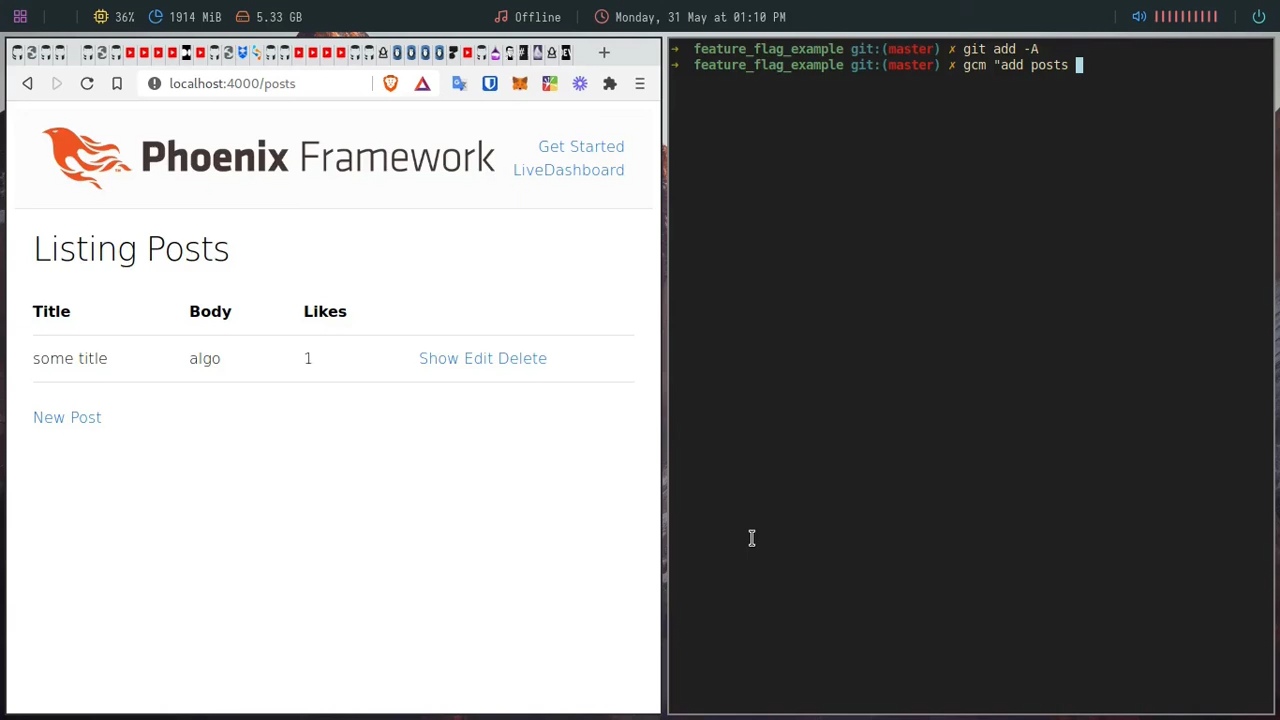 36% 1914 MiB 5.33 GB Offline Monday, 31 May at 01:10 PM
localhost:4000/posts
Phoenix Framework
Get Started
LiveDashboard
Listing Posts
Title Body Likes
some title algo 1 Show Edit Delete
New Post
➜ feature_flag_example git:(master) ✗ git add -A
➜ feature_flag_example git:(master) ✗ gcm "add posts